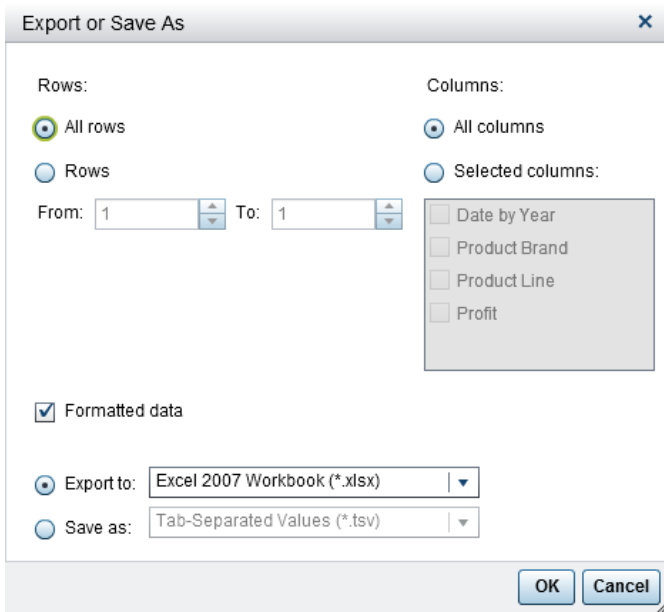 Export or Save As
Rows:
Columns:
All rows
All columns
Rows
Selected columns:
From: 1 To: 1
Date by Year
Product Brand
Product Line
Profit
Formatted data
Export to: Excel 2007 Workbook (*.xlsx)
Save as: Tab-Separated Values (*.tsv)
OK Cancel